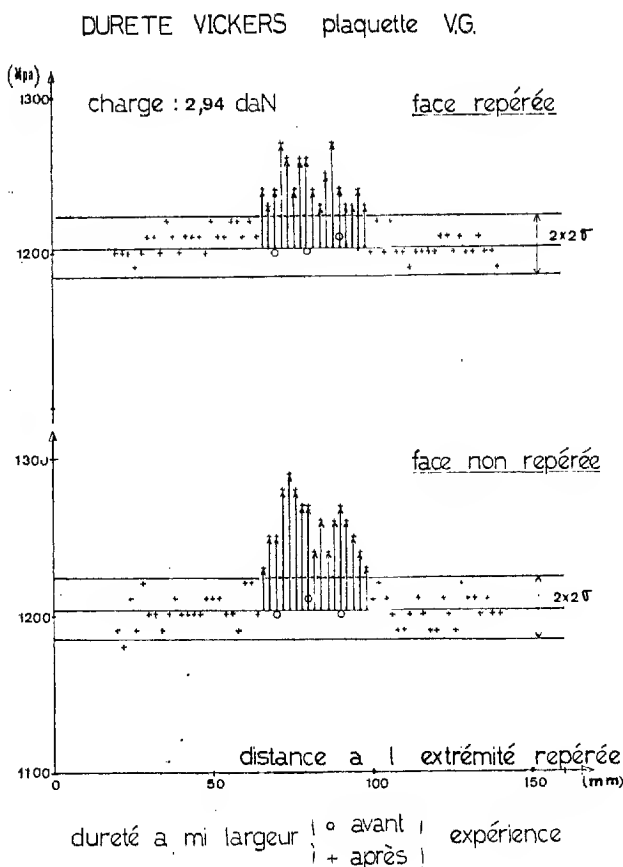 DURETE VICKERS plaquette V.G.
(Mpa)
1300
charge : 2,94 daN
face repérée
1200
2×2σ
130J
face non repérée
1200
2×2σ
distance a l extrémité repérée
1100
0 50 100 150 (mm)
dureté a mi largeur o avant expérience
+ après